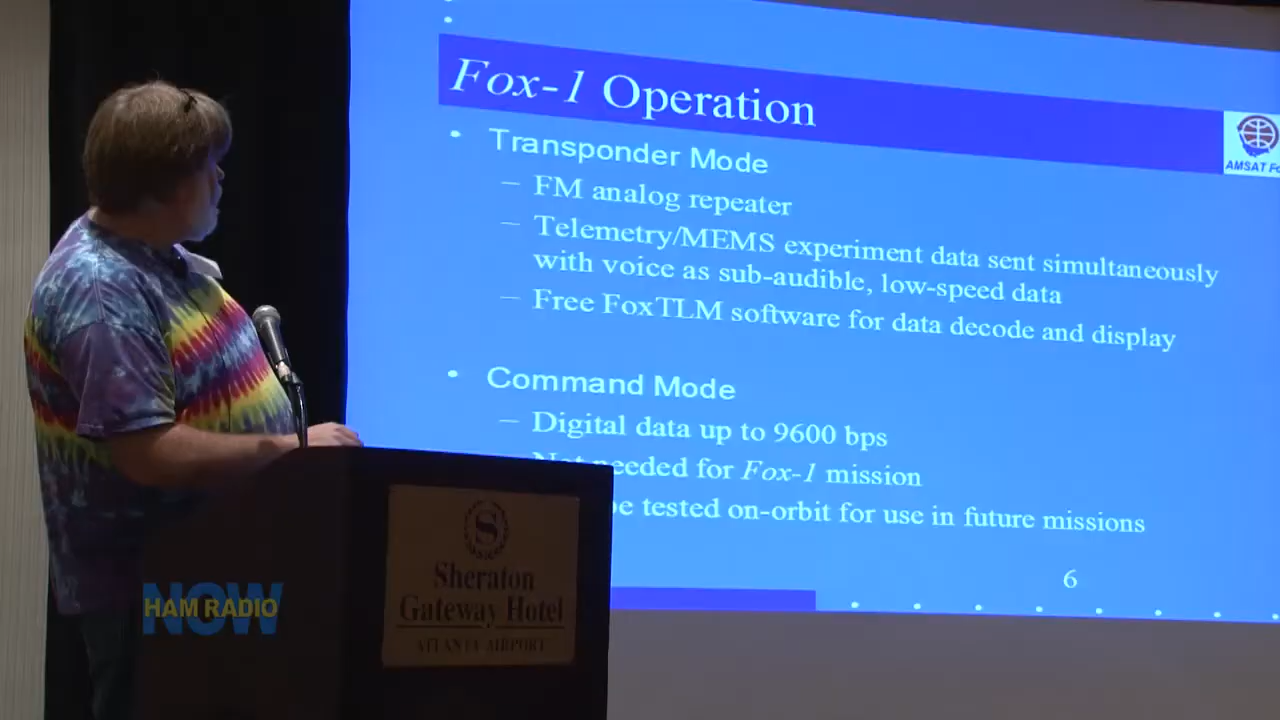 Fox-1 Operation
• Transponder Mode
– FM analog repeater
– Telemetry/MEMS experiment data sent simultaneously
with voice as sub-audible, low-speed data
– Free FoxTLM software for data decode and display
• Command Mode
– Digital data up to 9600 bps
Not needed for Fox-1 mission
be tested on-orbit for use in future missions
6
AMSAT
S
Sheraton
Gateway Hotel
ATLANTA AIRPORT
HAM RADIO
NOW